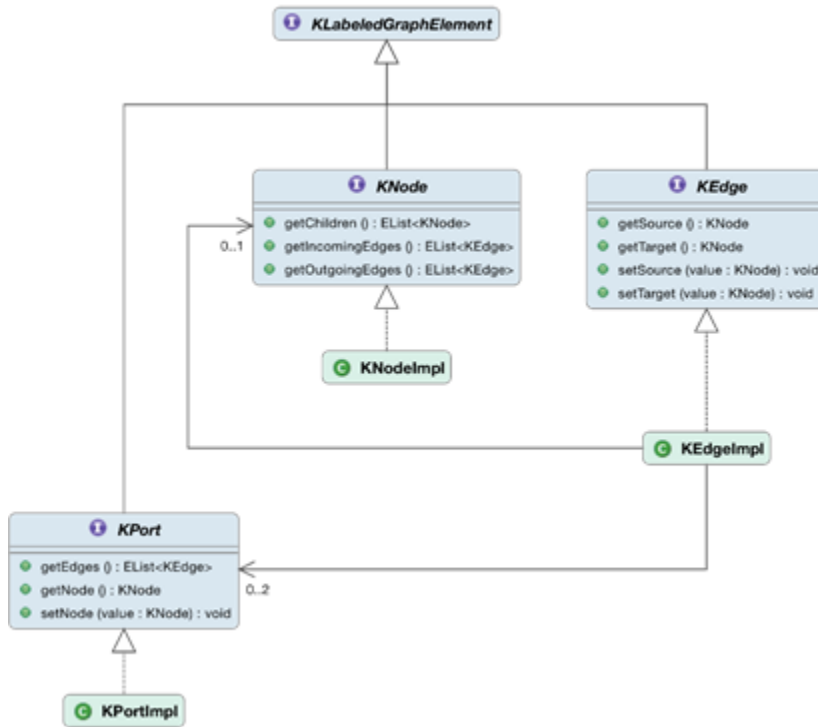 I KLabeledGraphElement
I KNode
getChildren () : EList<KNode>
getIncomingEdges () : EList<KEdge>
getOutgoingEdges () : EList<KEdge>
I KEdge
getSource () : KNode
getTarget () : KNode
setSource (value : KNode) : void
setTarget (value : KNode) : void
0..1
C KNodeImpl
C KEdgeImpl
I KPort
getEdges () : EList<KEdge>
getNode () : KNode
setNode (value : KNode) : void
0..2
C KPortImpl